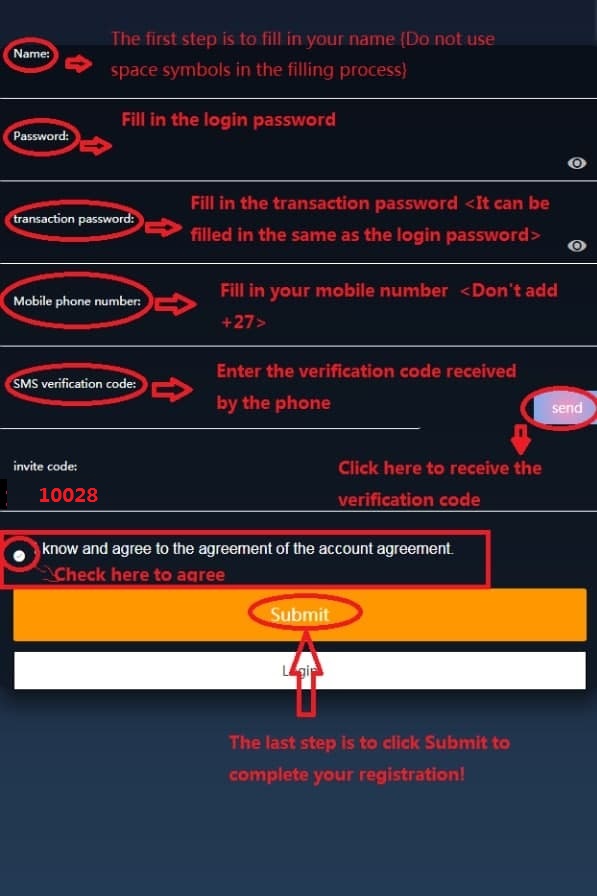 The first step is to fill in your name {Do not use
Name:
space symbols in the filling process}
Fill in the login password
Password:
Fill in the transaction password <It can be
transaction password:
filled in the same as the login password>
Fill in your mobile number <Don't add
Mobile phone number:
+27>
Enter the verification code received
SMS verification code:
by the phone
send
invite code:
Click here to receive the
10028
verification code
know and agree to the agreement of the account agreement.
Check here to agree
Submit
Login
The last step is to click Submit to
complete your registration!